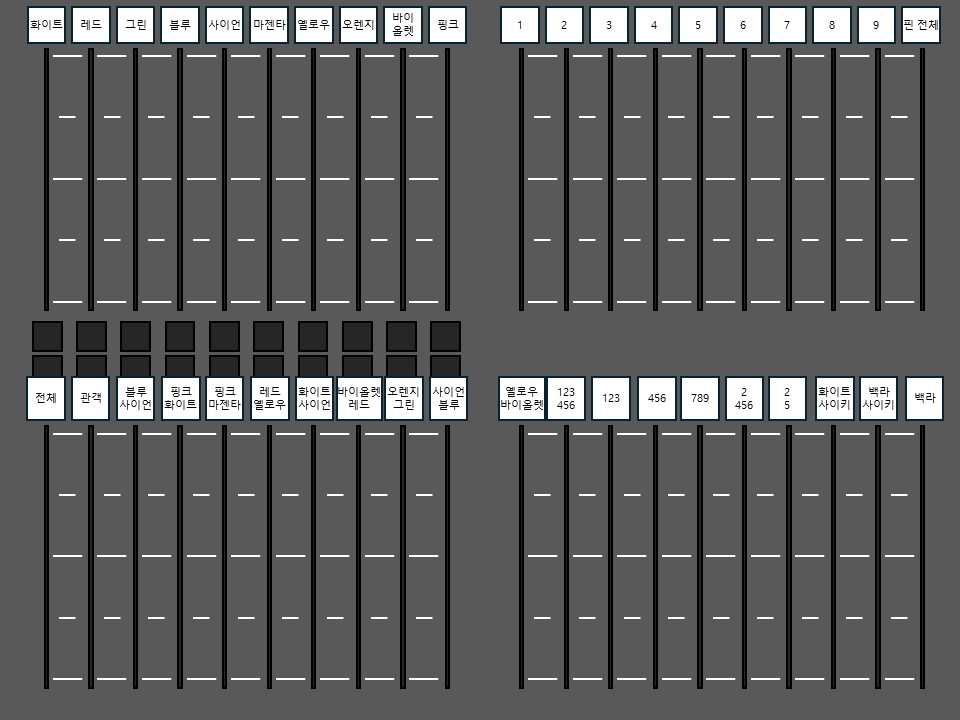 화이트
레드
그린
블루
사이언
마젠타
옐로우
오렌지
바이
올렛
핑크
1
2
3
4
5
6
7
8
9
핀 전체
전체
관객
블루
사이언
핑크
화이트
핑크
마젠타
레드
옐로우
화이트
사이언
바이올렛
레드
오렌지
그린
사이언
블루
옐로우
바이올렛
123
456
123
456
789
2
456
2
5
화이트
사이키
백라
사이키
백라